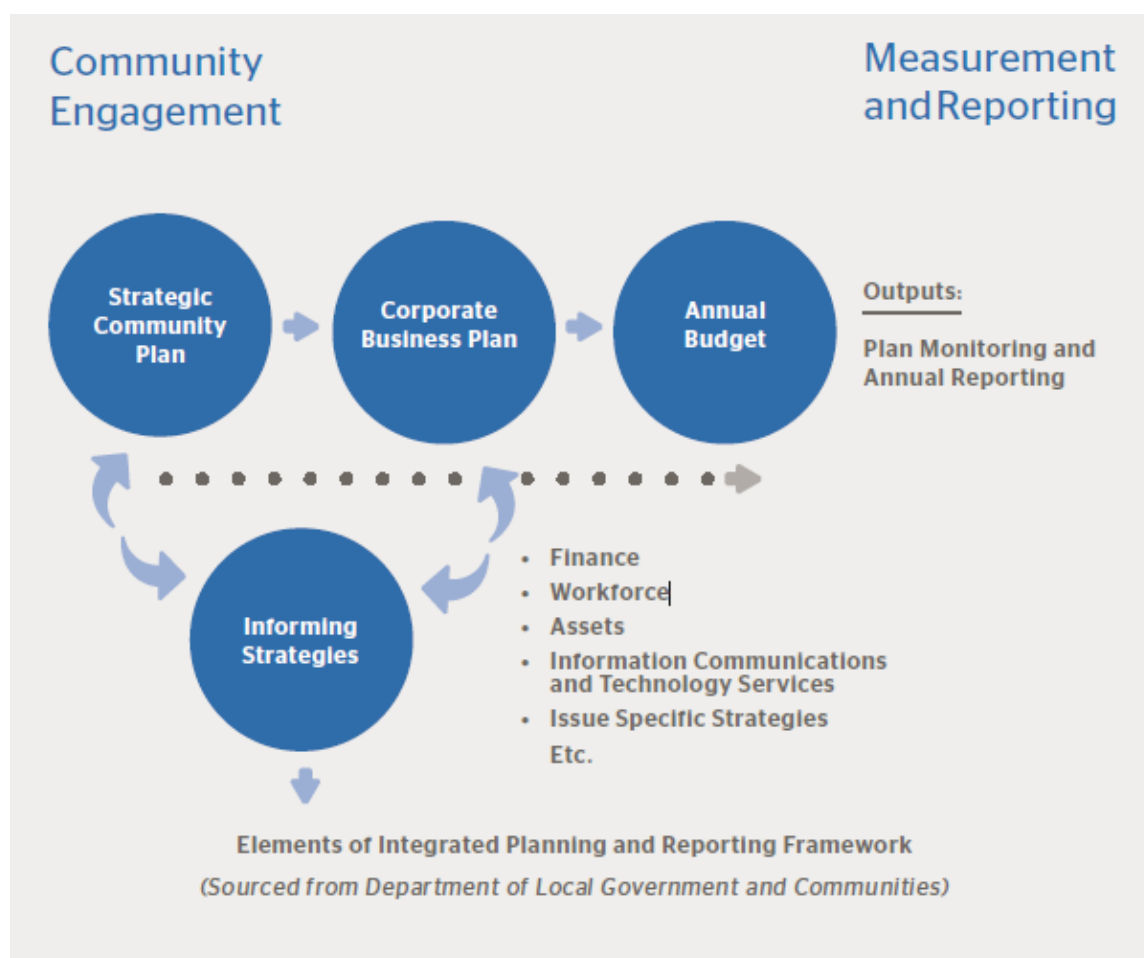 Community
Engagement
Measurement
and Reporting
Strategic
Community
Plan
Corporate
Business Plan
Annual
Budget
Outputs:
Plan Monitoring and
Annual Reporting
Informing
Strategies
• Finance
• Workforce
• Assets
• Information Communications
and Technology Services
• Issue Specific Strategies
Etc.
Elements of Integrated Planning and Reporting Framework
(Sourced from Department of Local Government and Communities)